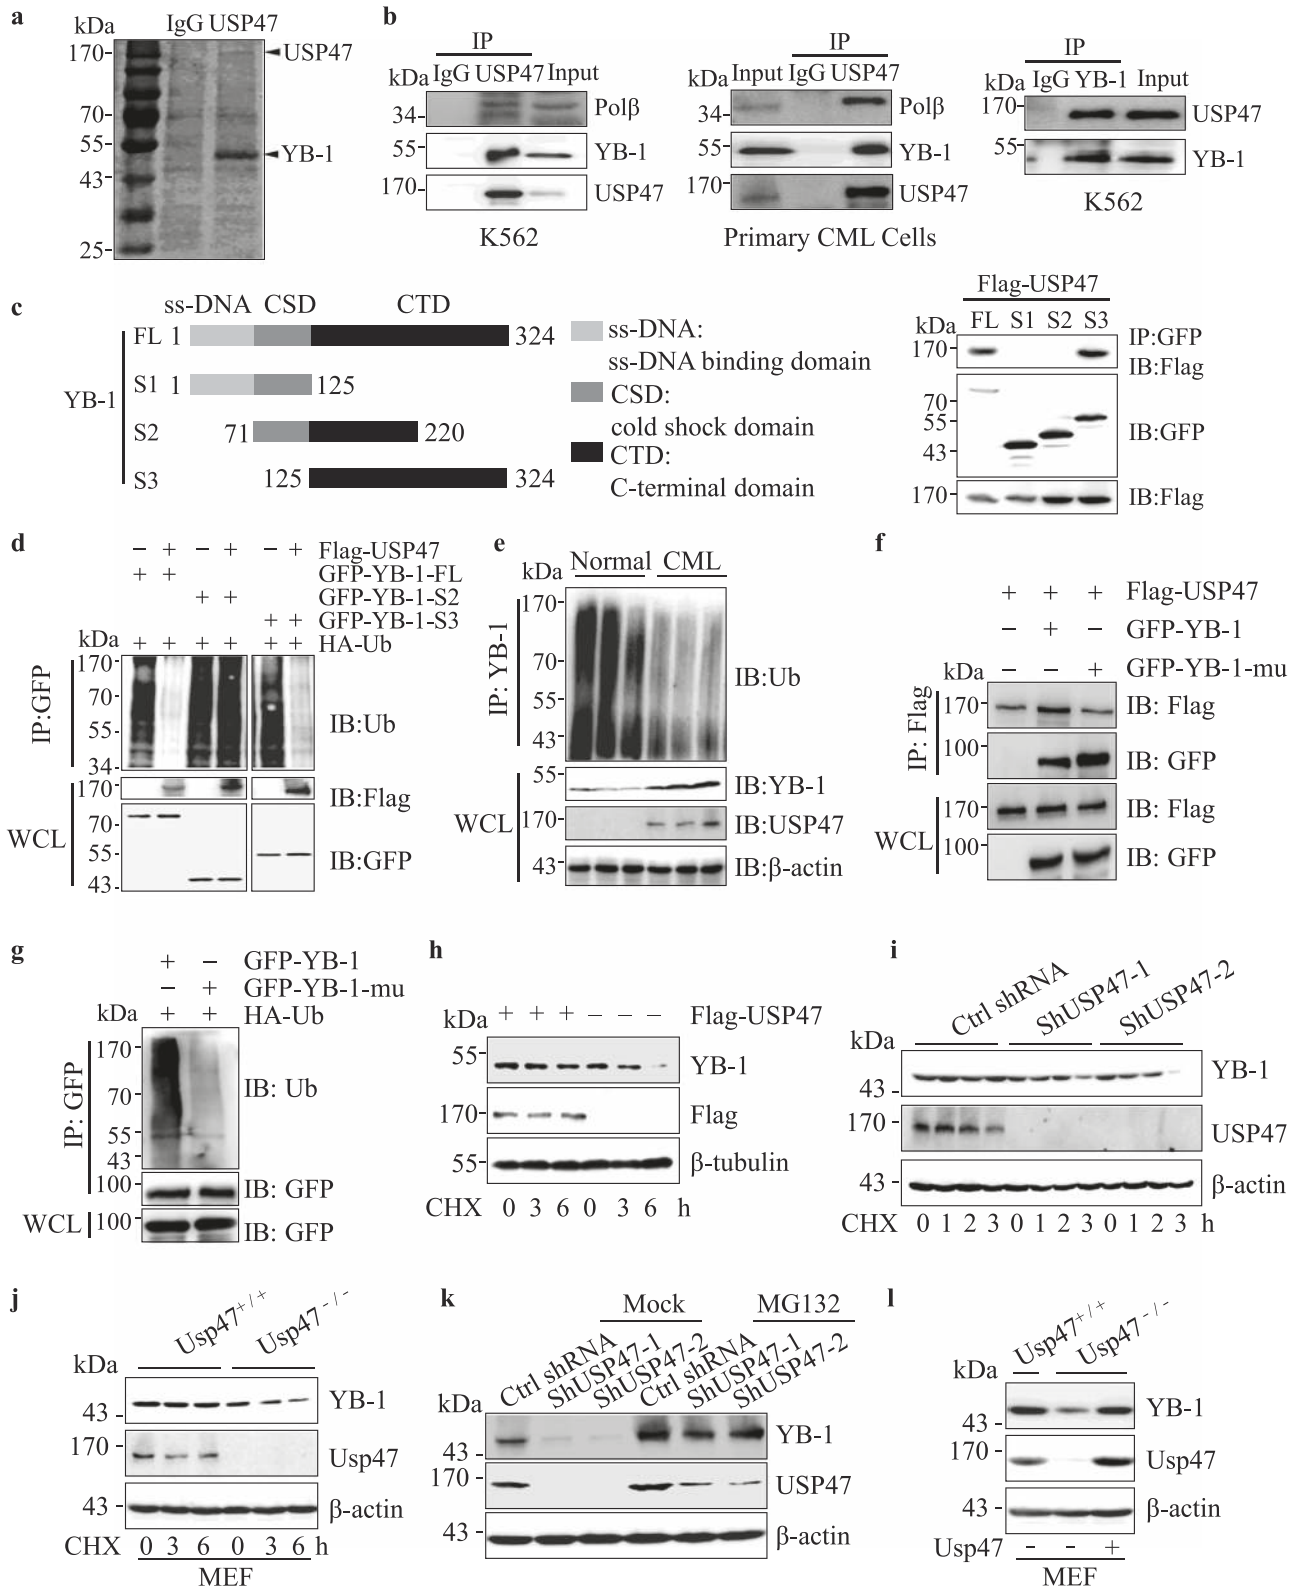 a
kDa IgG USP47
170 USP47
70
55 YB-1
43
25
b
IP
kDa IgG USP47 Input
34 Polβ
55 YB-1
170 USP47
K562
IP
kDa Input IgG USP47
34 Polβ
55 YB-1
170 USP47
Primary CML Cells
IP
kDa IgG YB-1 Input
170 USP47
55 YB-1
K562
c
ss-DNA CSD CTD
YB-1
FL 1 324
S1 1 125
S2 71 220
S3 125 324
ss-DNA:
ss-DNA binding domain
CSD:
cold shock domain
CTD:
C-terminal domain
Flag-USP47
kDa FL S1 S2 S3
170 IP:GFP
IB:Flag
70
55 IB:GFP
43
170 IB:Flag
d
− + − + − + Flag-USP47
+ + GFP-YB-1-FL
+ + GFP-YB-1-S2
+ + GFP-YB-1-S3
kDa + + + + + + HA-Ub
IP:GFP
170
70
55 IB:Ub
34
WCL
170 IB:Flag
70
55 IB:GFP
43
e
kDa Normal CML
IP: YB-1
170
70 IB:Ub
55
43
WCL
55 IB:YB-1
170 IB:USP47
43 IB:β-actin
f
+ + + Flag-USP47
− + − GFP-YB-1
− − + GFP-YB-1-mu
kDa
IP: Flag
170 IB: Flag
100 IB: GFP
WCL
170 IB: Flag
100 IB: GFP
g
+ − GFP-YB-1
− + GFP-YB-1-mu
kDa + + HA-Ub
IP: GFP
170
70 IB: Ub
55
43
100 IB: GFP
WCL 100 IB: GFP
h
kDa + + + − − − Flag-USP47
55 YB-1
170 Flag
55 β-tubulin
CHX 0 3 6 0 3 6 h
i
Ctrl shRNA ShUSP47-1 ShUSP47-2
kDa
43 YB-1
170 USP47
43 β-actin
CHX 0 1 2 3 0 1 2 3 0 1 2 3 h
j
Usp47+/+ Usp47-/-
kDa
43 YB-1
170 Usp47
43 β-actin
CHX 0 3 6 0 3 6 h
MEF
k
Mock MG132
Ctrl shRNA ShUSP47-1 ShUSP47-2 Ctrl shRNA ShUSP47-1 ShUSP47-2
kDa
43 YB-1
170 USP47
43 β-actin
l
Usp47+/+ Usp47-/-
kDa
43 YB-1
170 Usp47
43 β-actin
Usp47 - - +
MEF